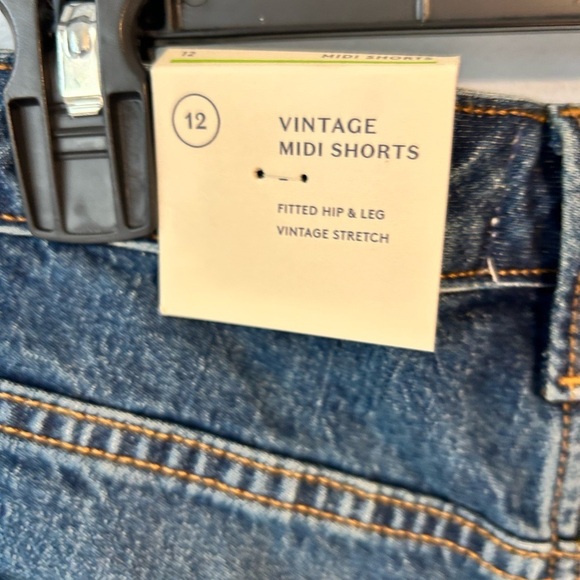 12 MIDI SHORTS
12
VINTAGE
MIDI SHORTS
FITTED HIP & LEG
VINTAGE STRETCH